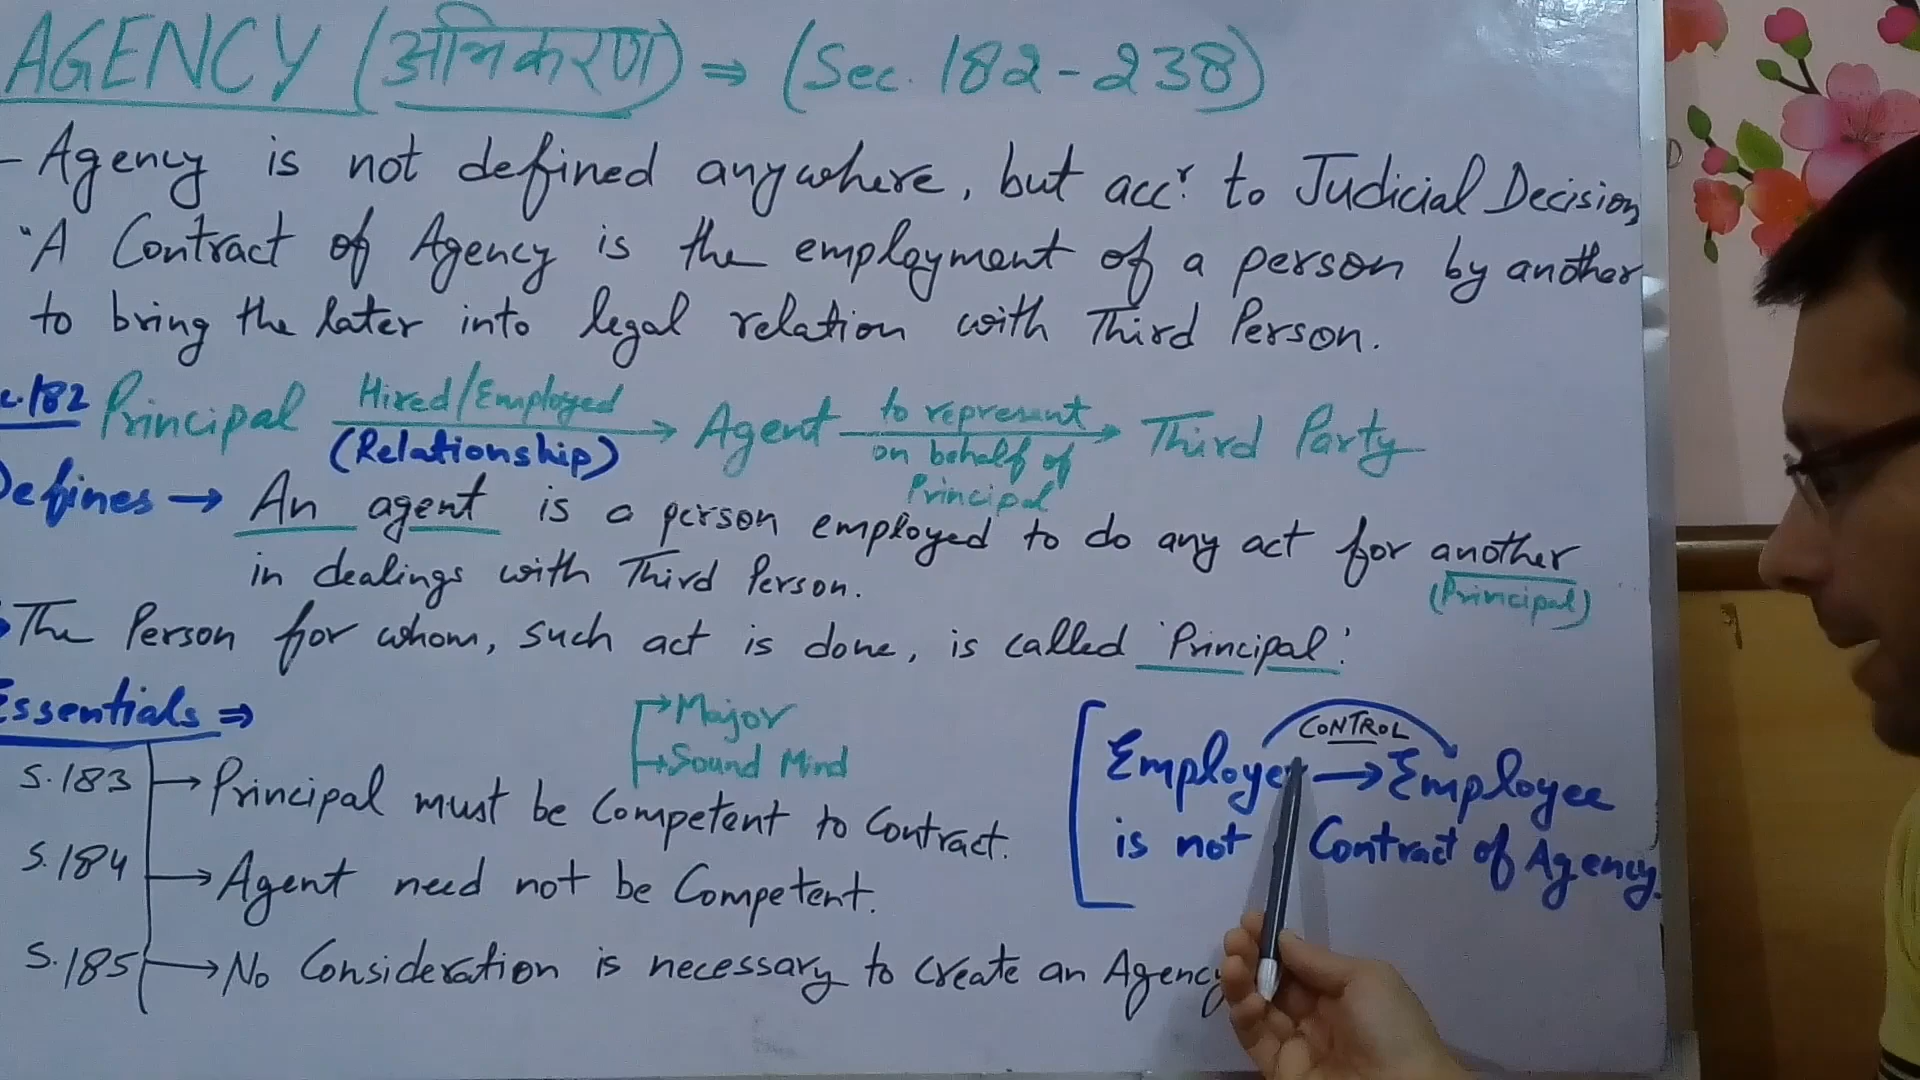 AGENCY (अभिकरण) ⇒ (Sec. 182-238)
- Agency is not defined anywhere, but accr. to Judicial Decision,
"A Contract of Agency is the employment of a person by another
to bring the later into legal relation with Third Person.
c.182 Principal Hired/Employed (Relationship) → Agent to represent on behalf of Principal → Third Party
Defines → An agent is a person employed to do any act for another
(Principal)
in dealings with Third Person.
The Person for whom, such act is done, is called 'Principal'.
Essentials ⇒
→ Major
→ Sound Mind
S.183 → Principal must be Competent to Contract.
S.184 → Agent need not be Competent.
S.185 → No Consideration is necessary to create an Agency
CONTROL
Employer → Employee
is not Contract of Agency.